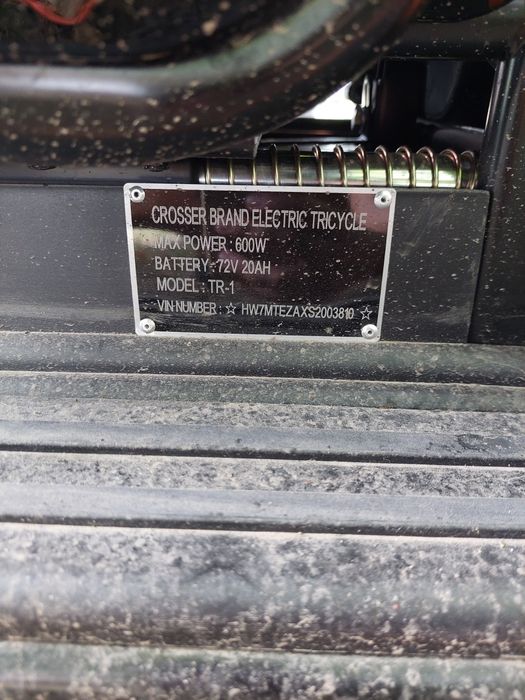 CROSSER BRAND ELECTRIC TRICYCLE
MAX POWER : 600W
BATTERY : 72V 20AH
MODEL : TR-1
VIN NUMBER : ☆ HW7MTEZAXS2003810 ☆